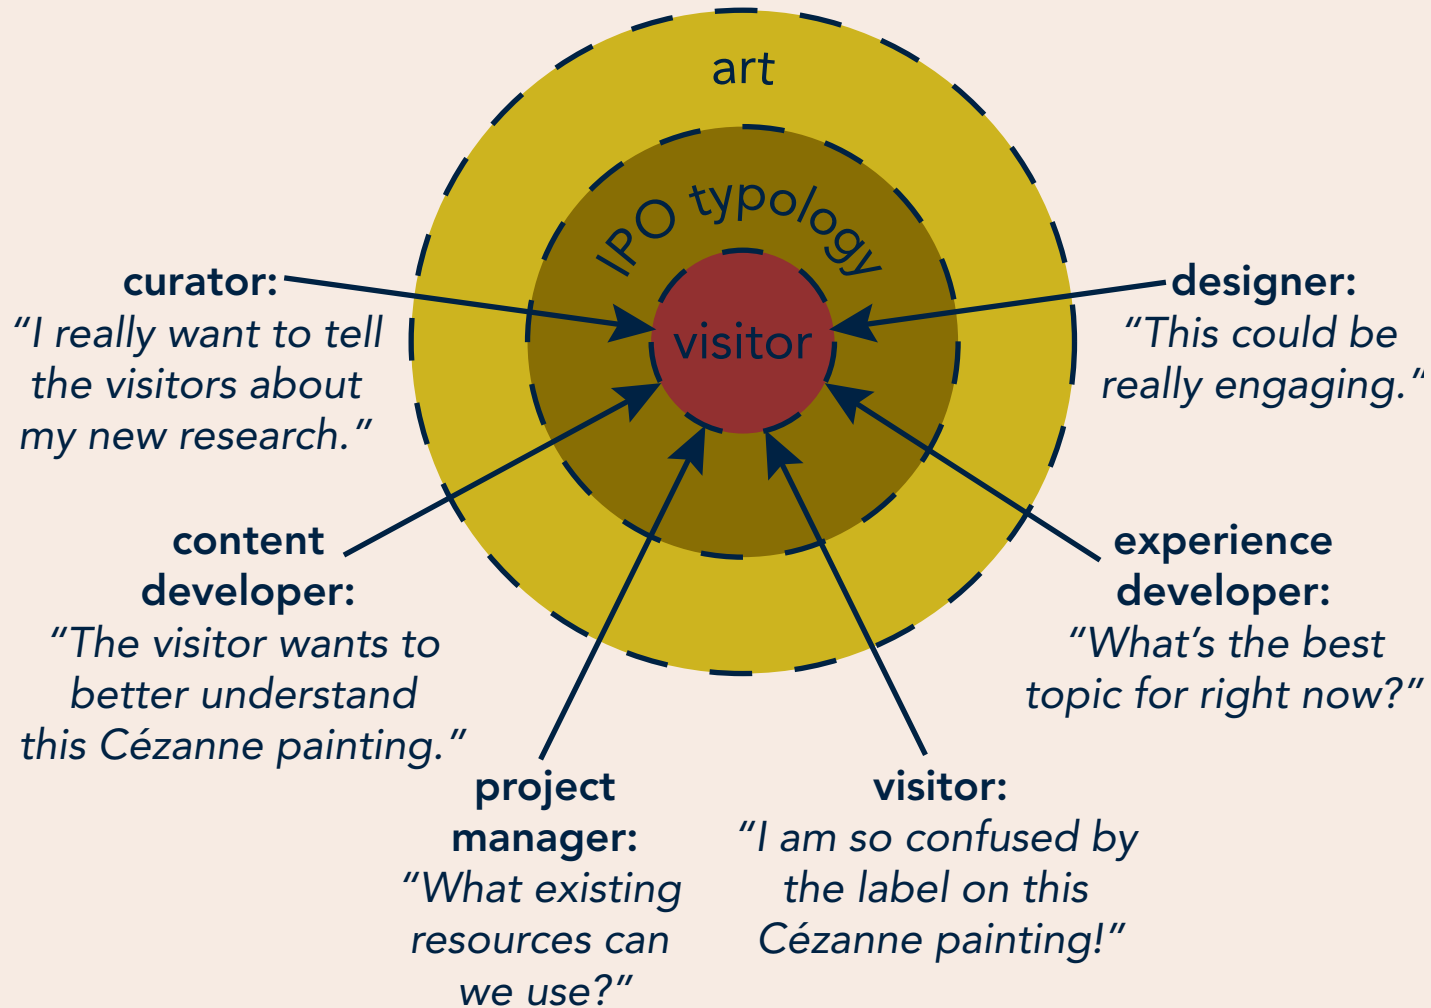 art
IPO typology
visitor
curator:
“I really want to tell
the visitors about
my new research.”
designer:
“This could be
really engaging.”
content
developer:
“The visitor wants to
better understand
this Cézanne painting.”
experience
developer:
“What’s the best
topic for right now?”
project
manager:
“What existing
resources can
we use?”
visitor:
“I am so confused by
the label on this
Cézanne painting!”